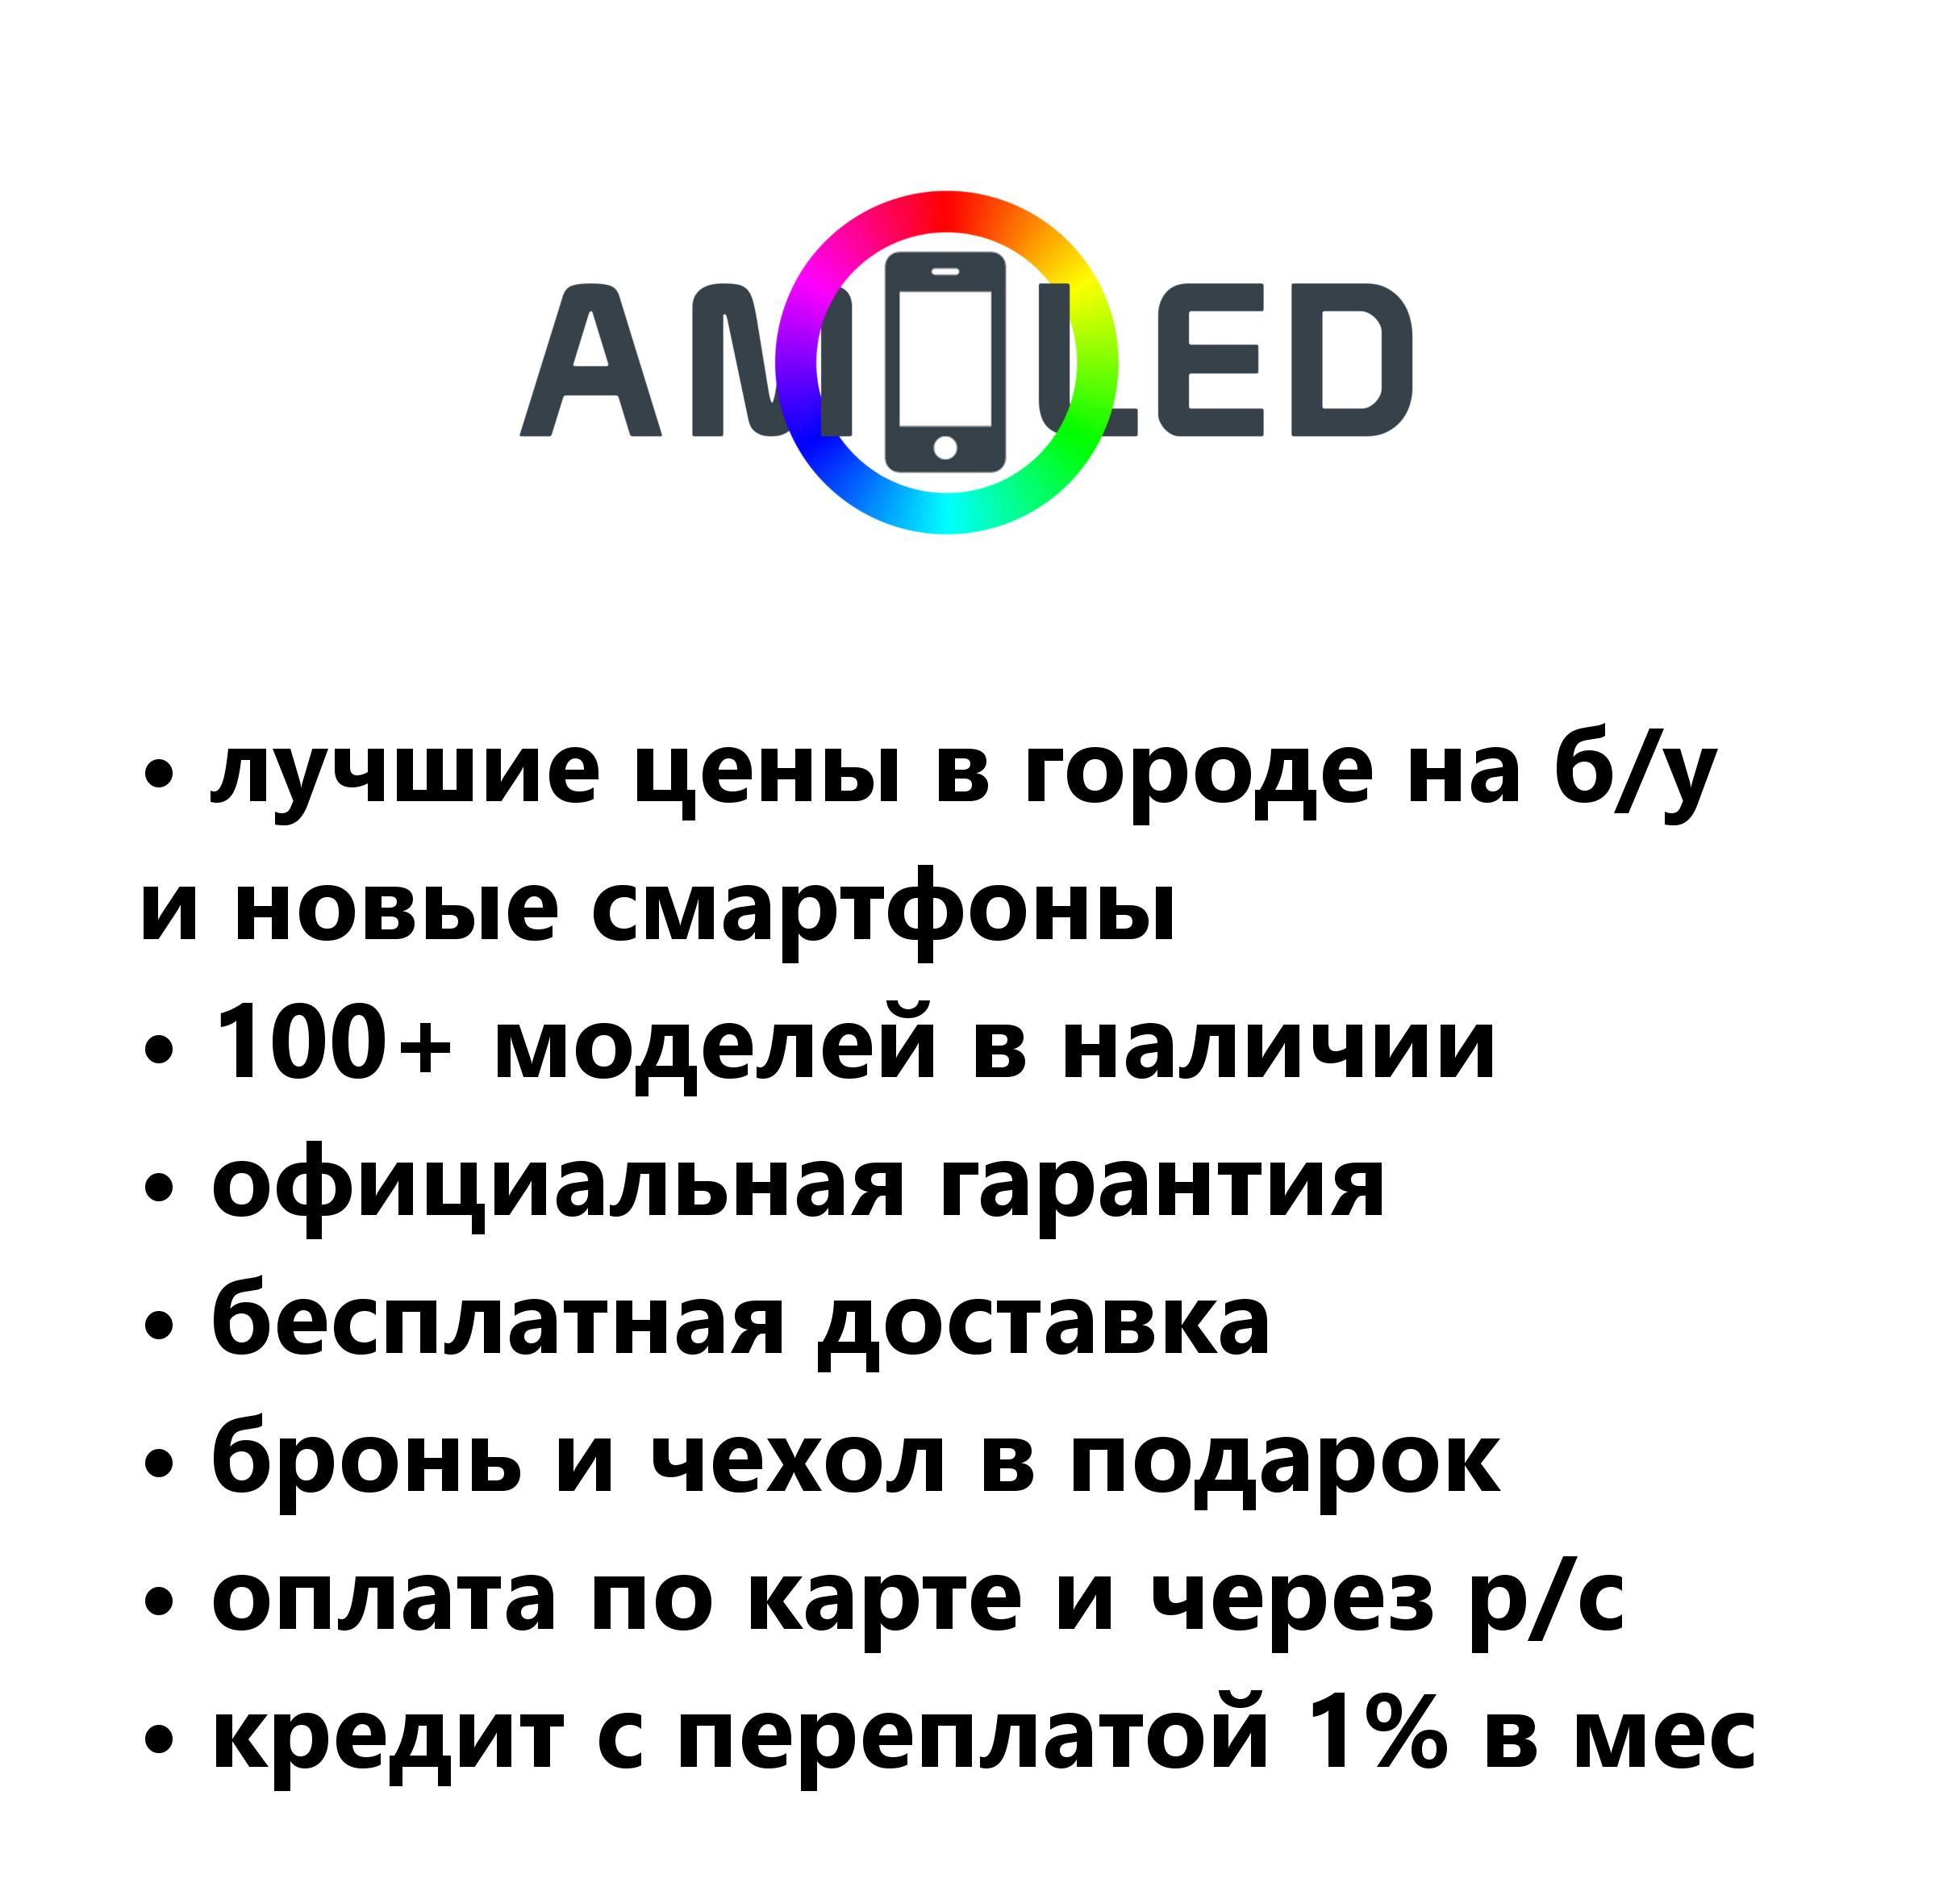 AMOLED
• лучшие цены в городе на б/у
и новые смартфоны
• 100+ моделей в наличии
• официальная гарантия
• бесплатная доставка
• бронь и чехол в подарок
• оплата по карте и через р/с
• кредит с переплатой 1% в мес